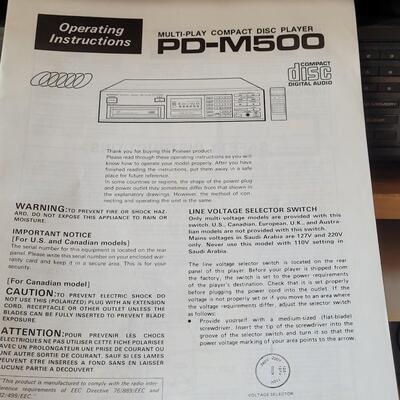 Operating
Instructions
MULTI-PLAY COMPACT DISC PLAYER
PD-M500
COMPACT
disc
DIGITAL AUDIO
Thank you for buying this Pioneer product.
Please read through these operating instructions so you will
know how to operate your model properly. After you have
finished reading the instructions, put them away in a safe
place for future reference.
In some countries or regions, the shape of the power plug
and power outlet may sometimes differ from that shown in
the explanatory drawings. However, the method of con-
necting and operating the unit is the same.
WARNING: TO PREVENT FIRE OR SHOCK HAZ-
ARD, DO NOT EXPOSE THIS APPLIANCE TO RAIN OR
MOISTURE.
IMPORTANT NOTICE
[For U.S. and Canadian models]
The serial number for this equipment is located on the rear
panel. Please write this serial number on your enclosed war-
ranty card and keep it in a secure area. This is for your
security.
[For Canadian model]
CAUTION: TO PREVENT ELECTRIC SHOCK DO
NOT USE THIS (POLARIZED) PLUG WITH AN EXTENSION
CORD, RECEPTACLE OR OTHER OUTLET UNLESS THE
BLADES CAN BE FULLY INSERTED TO PREVENT BLADE
EXPOSURE.
ATTENTION: POUR PREVENIR LES CHOCS
ELECTRIQUES NE PAS UTILISER CETTE FICHE POLARISEE
AVEC UN PROLONGATEUR UNE PRISE DE COURANT OU
UNE AUTRE SORTIE DE COURANT, SAUF SI LES LAMES
PEUVENT ETRE INSEREES A FOND SANS EN LAISSER
AUCUNE PARTIE A DECOUVERT.
"This product is manufactured to comply with the radio inter-
ference requirements of EEC Directive 76/889/EEC and
82/499/EEC"
LINE VOLTAGE SELECTOR SWITCH
Only multi-voltage models are provided with this
switch. U.S., Canadian, European, U.K., and Austra-
lian models are not provided with this switch.
Mains voltages in Saudi Arabia are 127V and 220V
only. Never use this model with 110V setting in
Saudi Arabia.
The line voltage selector switch is located on the rear
panel of this player. Before your player is shipped from
the factory, the switch is set to the power requirements
of the player's destination. Check that it is set properly
before plugging the power cord into the outlet. If the
voltage is not properly set or if you move to an area where
the voltage requirements differ, adjust the selector switch
as follows:
● Provide yourself with a medium-sized (flat-blade)
screwdriver. Insert the tip of the screwdriver into the
groove of the selector switch, and turn it so that the
voltage marking of your area points to the arrow.
VOLTAGE SELECTOR